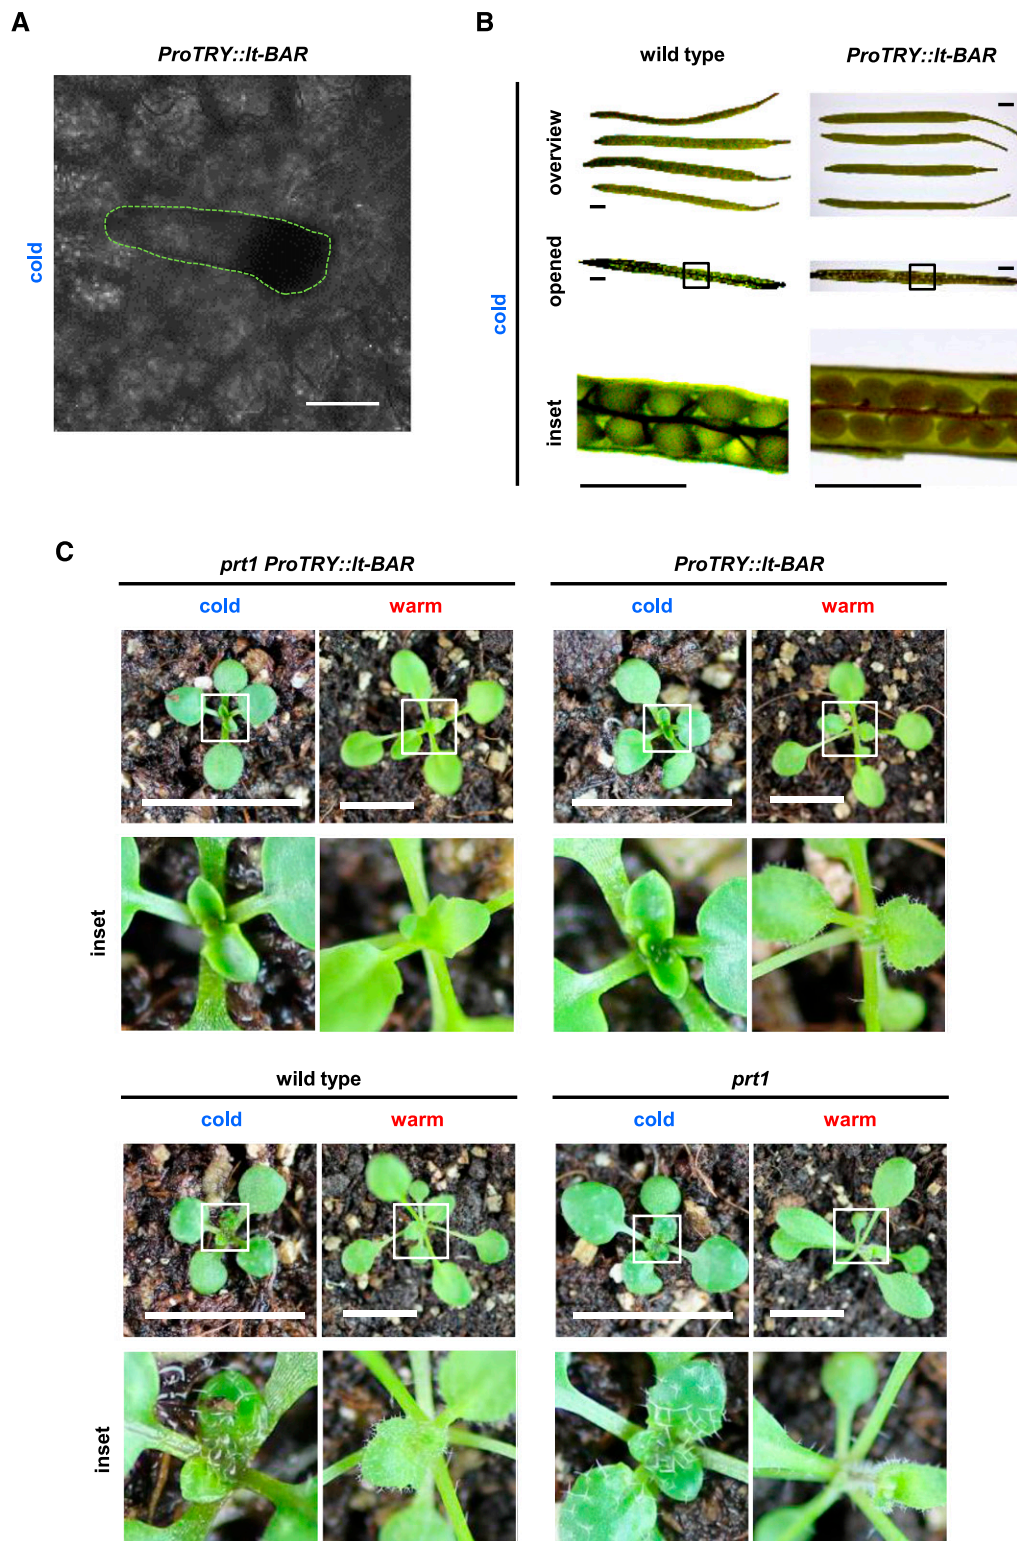 A
ProTRY::lt-BAR
cold
B
wild type
ProTRY::lt-BAR
cold
overview
opened
inset
C
prt1 ProTRY::lt-BAR
ProTRY::lt-BAR
cold
warm
cold
warm
inset
wild type
prt1
cold
warm
cold
warm
inset